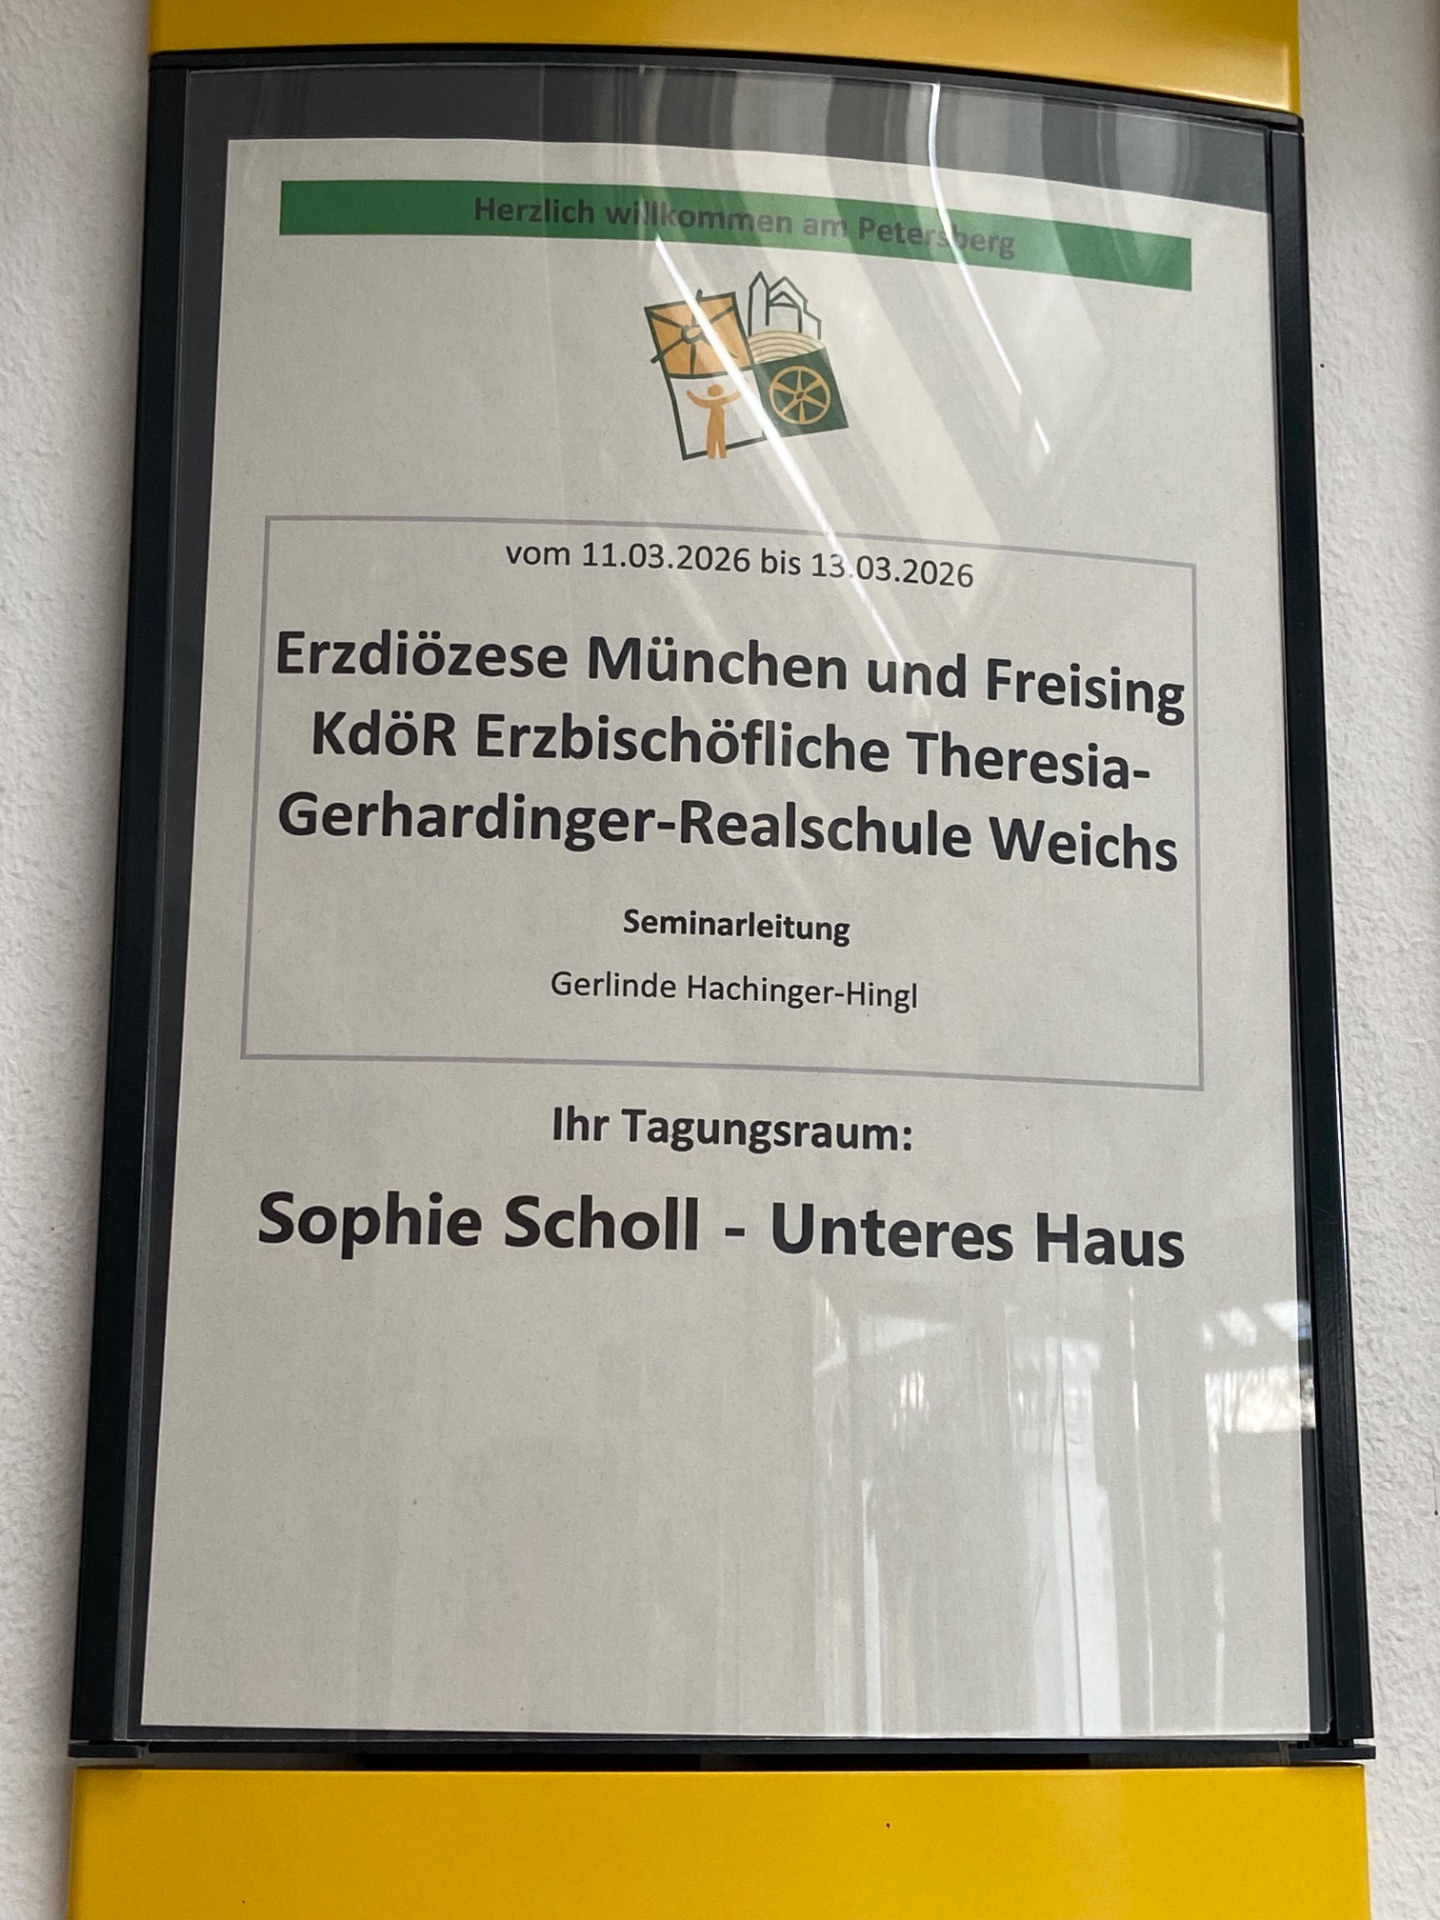 Herzlich willkommen am Petersberg
vom 11.03.2026 bis 13.03.2026
Erzdiözese München und Freising
KdöR Erzbischöfliche Theresia-
Gerhardinger-Realschule Weichs
Seminarleitung
Gerlinde Hachinger-Hingl
Ihr Tagungsraum:
Sophie Scholl - Unteres Haus